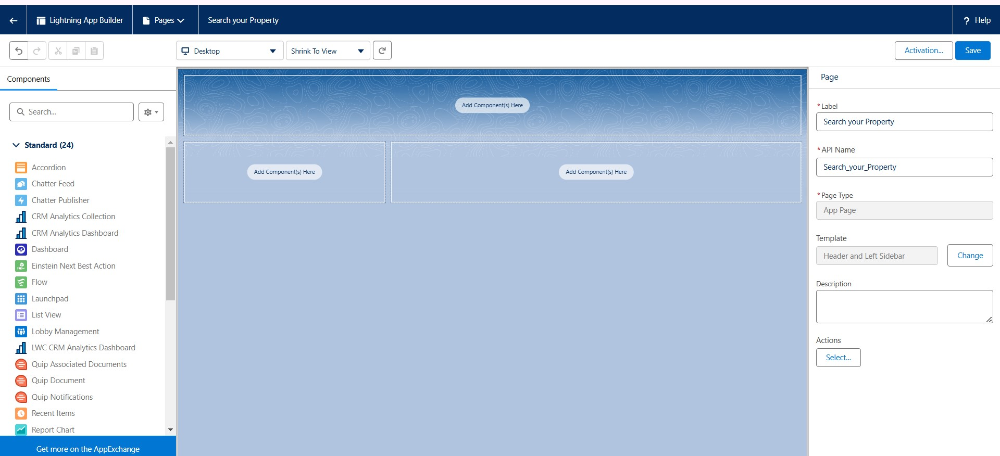 Lightning App Builder
Pages
Search your Property
? Help
Desktop
Shrink To View
Activation...
Save
Components
Search...
Standard (24)
Accordion
Chatter Feed
Chatter Publisher
CRM Analytics Collection
CRM Analytics Dashboard
Dashboard
Einstein Next Best Action
Flow
Launchpad
List View
Lobby Management
LWC CRM Analytics Dashboard
Quip Associated Documents
Quip Document
Quip Notifications
Recent Items
Report Chart
Get more on the AppExchange
Add Component(s) Here
Add Component(s) Here
Add Component(s) Here
Page
*Label
Search your Property
*API Name
Search_your_Property
*Page Type
App Page
Template
Header and Left Sidebar
Change
Description
Actions
Select...